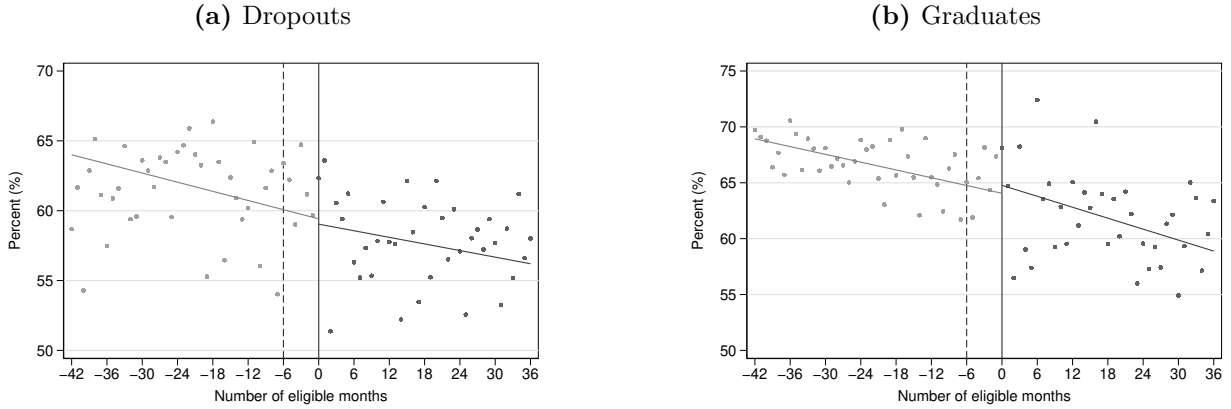 (a) Dropouts
(b) Graduates
70
65
60
55
50
Percent (%)
−42 −36 −30 −24 −18 −12 −6 0 6 12 18 24 30 36
Number of eligible months
75
70
65
60
55
50
Percent (%)
−42 −36 −30 −24 −18 −12 −6 0 6 12 18 24 30 36
Number of eligible months